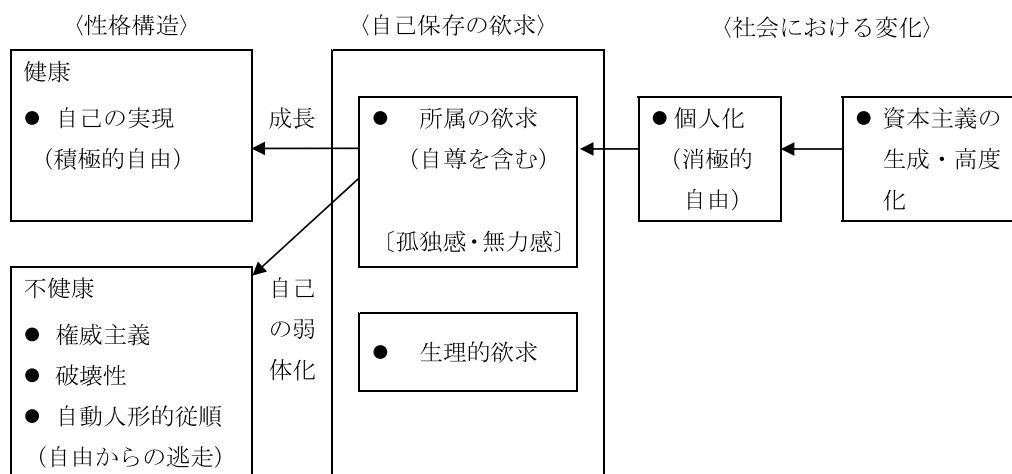 〈性格構造〉
〈自己保存の欲求〉
〈社会における変化〉
健康
● 自己の実現
（積極的自由）
成長
● 所属の欲求
（自尊を含む）
〔孤独感・無力感〕
● 個人化
（消極的
自由）
● 資本主義の
生成・高度
化
不健康
● 権威主義
● 破壊性
● 自動人形的従順
（自由からの逃走）
自己
の弱
体化
● 生理的欲求